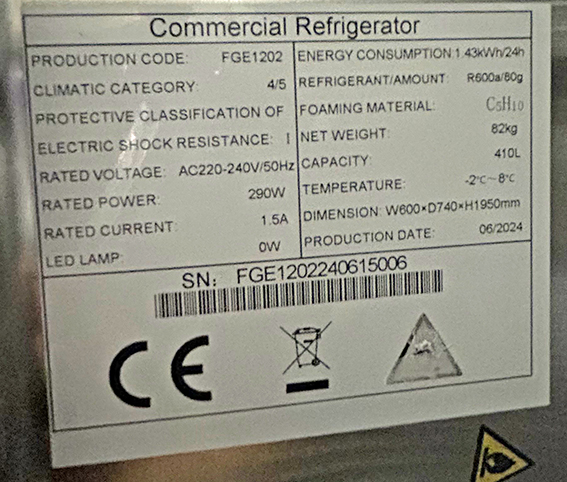 Commercial Refrigerator
PRODUCTION CODE: FGE1202
CLIMATIC CATEGORY: 4/5
PROTECTIVE CLASSIFICATION OF
ELECTRIC SHOCK RESISTANCE: I
RATED VOLTAGE: AC220-240V/50Hz
RATED POWER: 290W
RATED CURRENT: 1.5A
LED LAMP: 0W
ENERGY CONSUMPTION:1.43kWh/24h
REFRIGERANT/AMOUNT: R600a/80g
FOAMING MATERIAL: C5H10
NET WEIGHT: 82kg
CAPACITY: 410L
TEMPERATURE: -2℃~8℃
DIMENSION: W600×D740×H1950mm
PRODUCTION DATE: 06/2024
SN: FGE1202240615006
CE